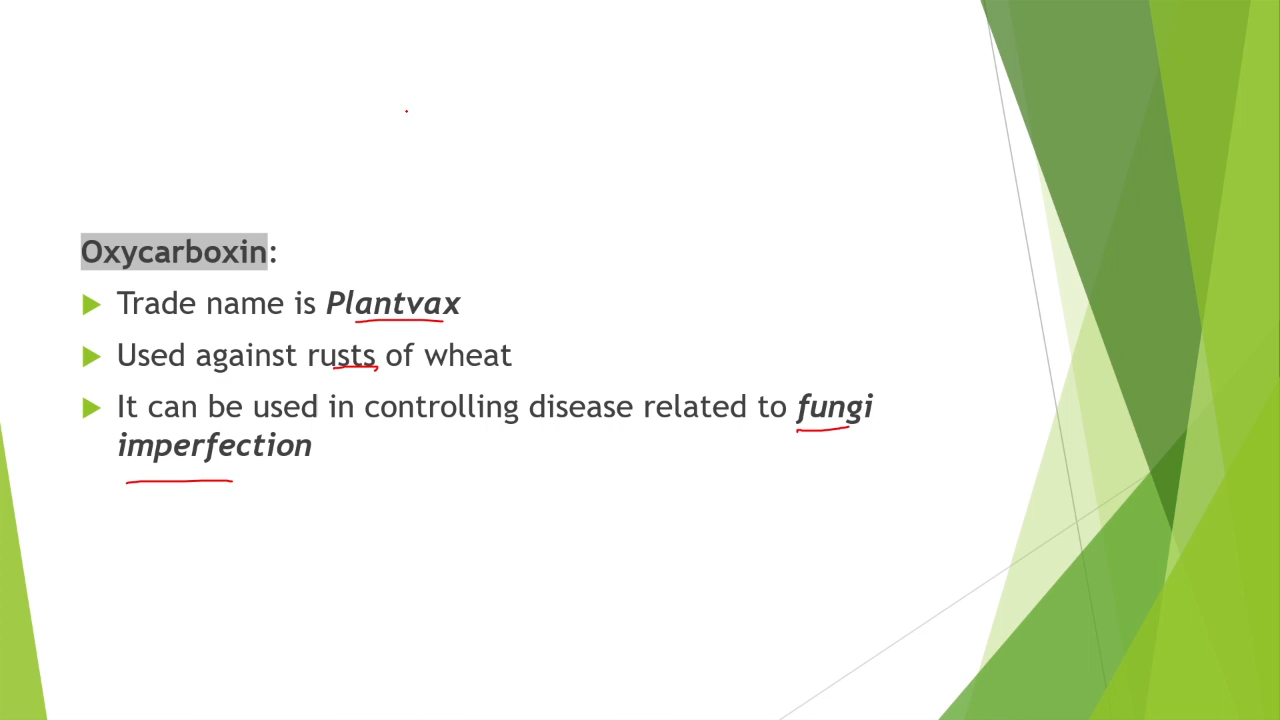 Oxycarboxin:
Trade name is Plantvax
Used against rusts of wheat
It can be used in controlling disease related to fungi
imperfection